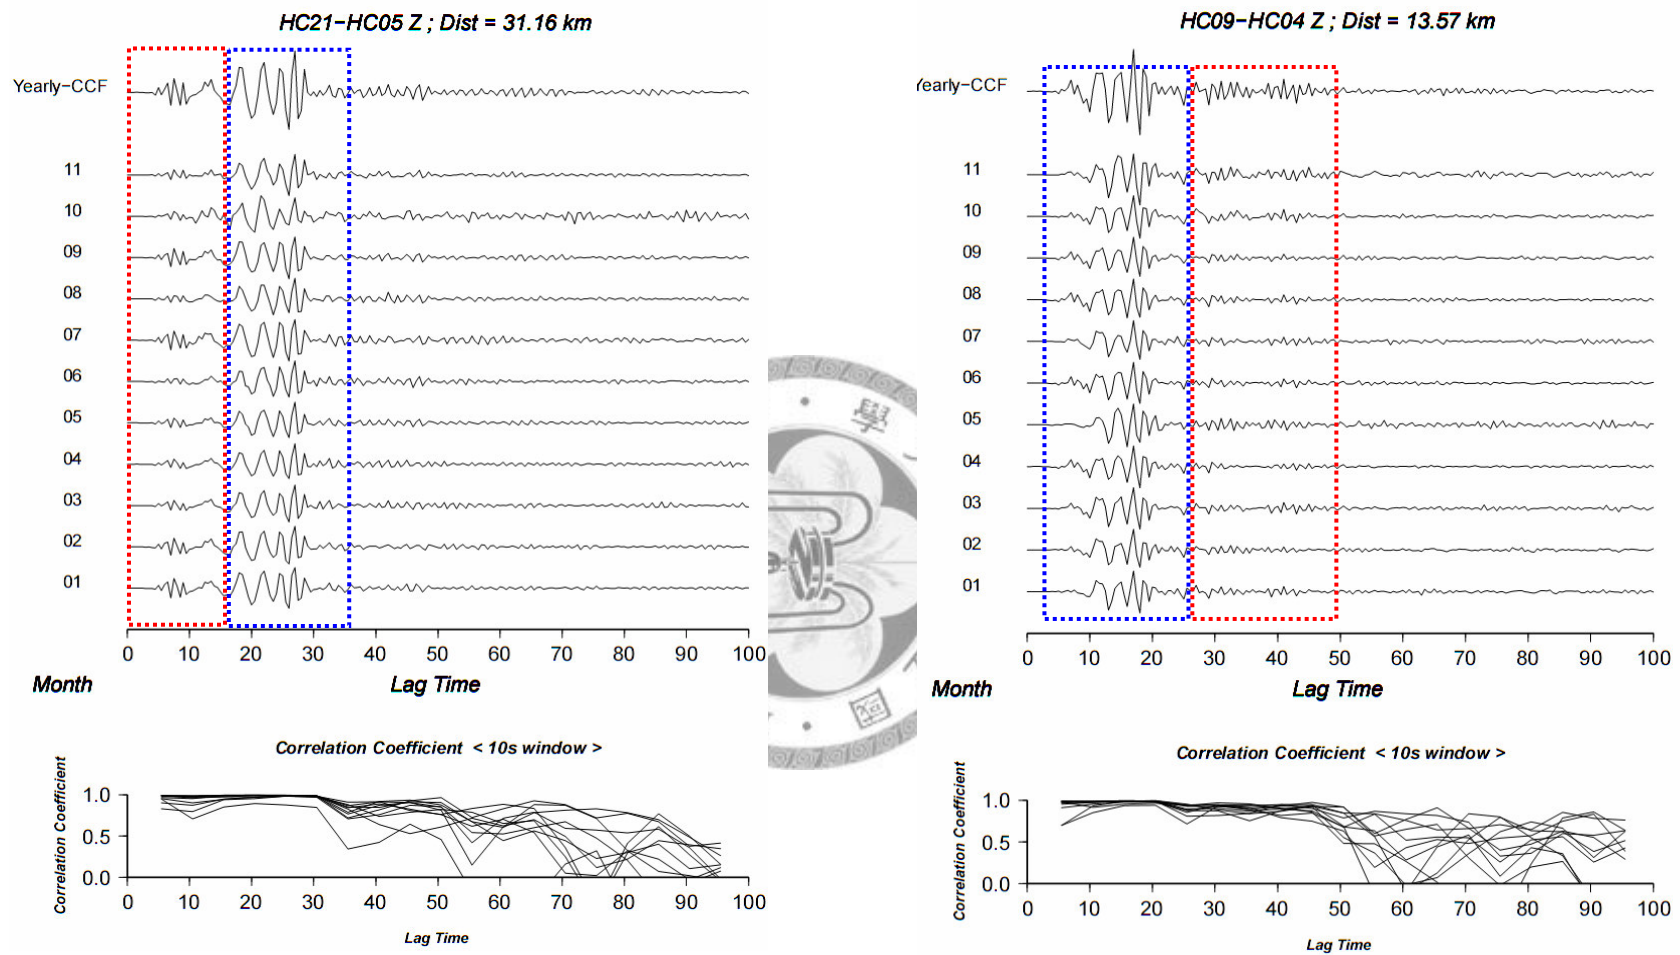 HC21−HC05 Z ; Dist = 31.16 km
Yearly−CCF
11
10
09
08
07
06
05
04
03
02
01
0 10 20 30 40 50 60 70 80 90 100
Month
Lag Time
Correlation Coefficient < 10s window >
Correlation Coefficient
1.0
0.5
0.0
0 10 20 30 40 50 60 70 80 90 100
Lag Time
學
HC09−HC04 Z ; Dist = 13.57 km
Yearly−CCF
11
10
09
08
07
06
05
04
03
02
01
0 10 20 30 40 50 60 70 80 90 100
Month
Lag Time
Correlation Coefficient < 10s window >
Correlation Coefficient
1.0
0.5
0.0
0 10 20 30 40 50 60 70 80 90 100
Lag Time